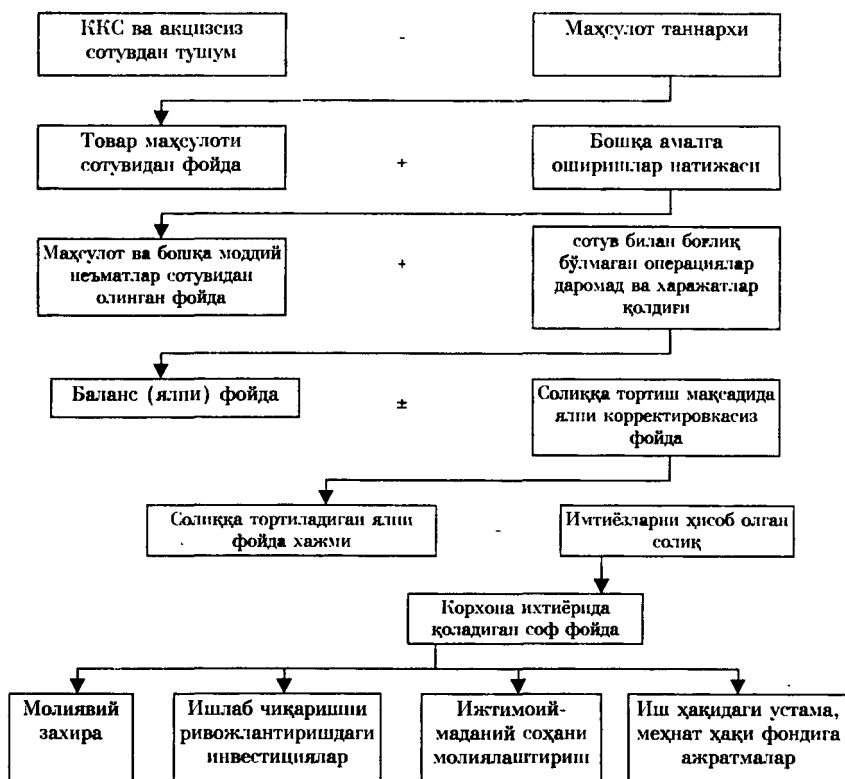 ККС ва акцизсиз
сотувдан тушум
-
Маҳсулот таннархи
Товар маҳсулоти
сотувидан фойда
+
Бошқа амалга
оширишлар натижаси
Маҳсулот ва бошқа моддий
неъматлар сотувидан
олинган фойда
+
сотув билан боғлиқ
бўлмаган операциялар
даромад ва харажатлар
қолдиғи
Баланс (ялпи) фойда
±
Солиққа тортиш мақсадида
ялпи корректировкасиз
фойда
Солиққа тортиладиган ялпи
фойда хажми
-
Имтиёзларни ҳисоб олган
солиқ
Корхона ихтиёрида
қоладиган соф фойда
Молиявий
захира
Ишлаб чиқаришни
ривожлантиришдаги
инвестициялар
Ижтимоий-
маданий соҳани
молиялаштириш
Иш ҳақидаги устама,
меҳнат ҳақи фондига
ажратмалар